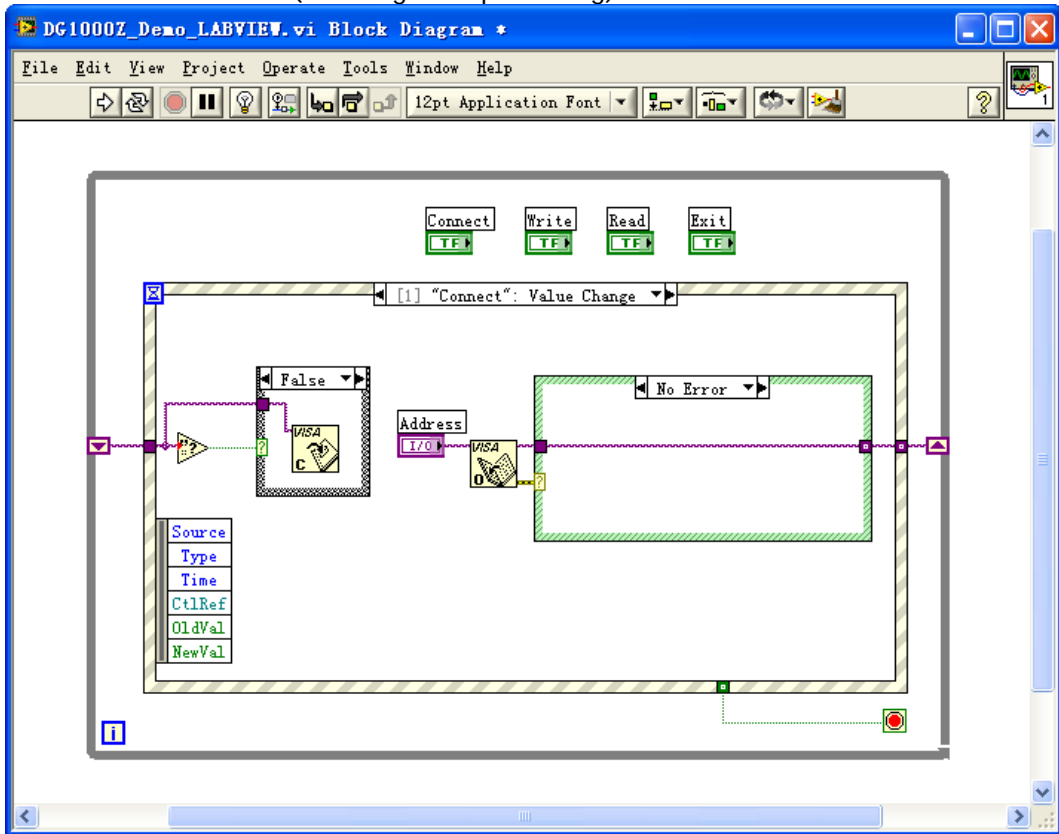 DG1000Z_Demo_LABVIEW.vi Block Diagram *
File Edit View Project Operate Tools Window Help
12pt Application Font
1
Connect Write Read Exit
TF TF TF TF
[1] "Connect": Value Change
False
No Error
Address
I/O
VISA
C
VISA
O
Source
Type
Time
CtlRef
OldVal
NewVal
i